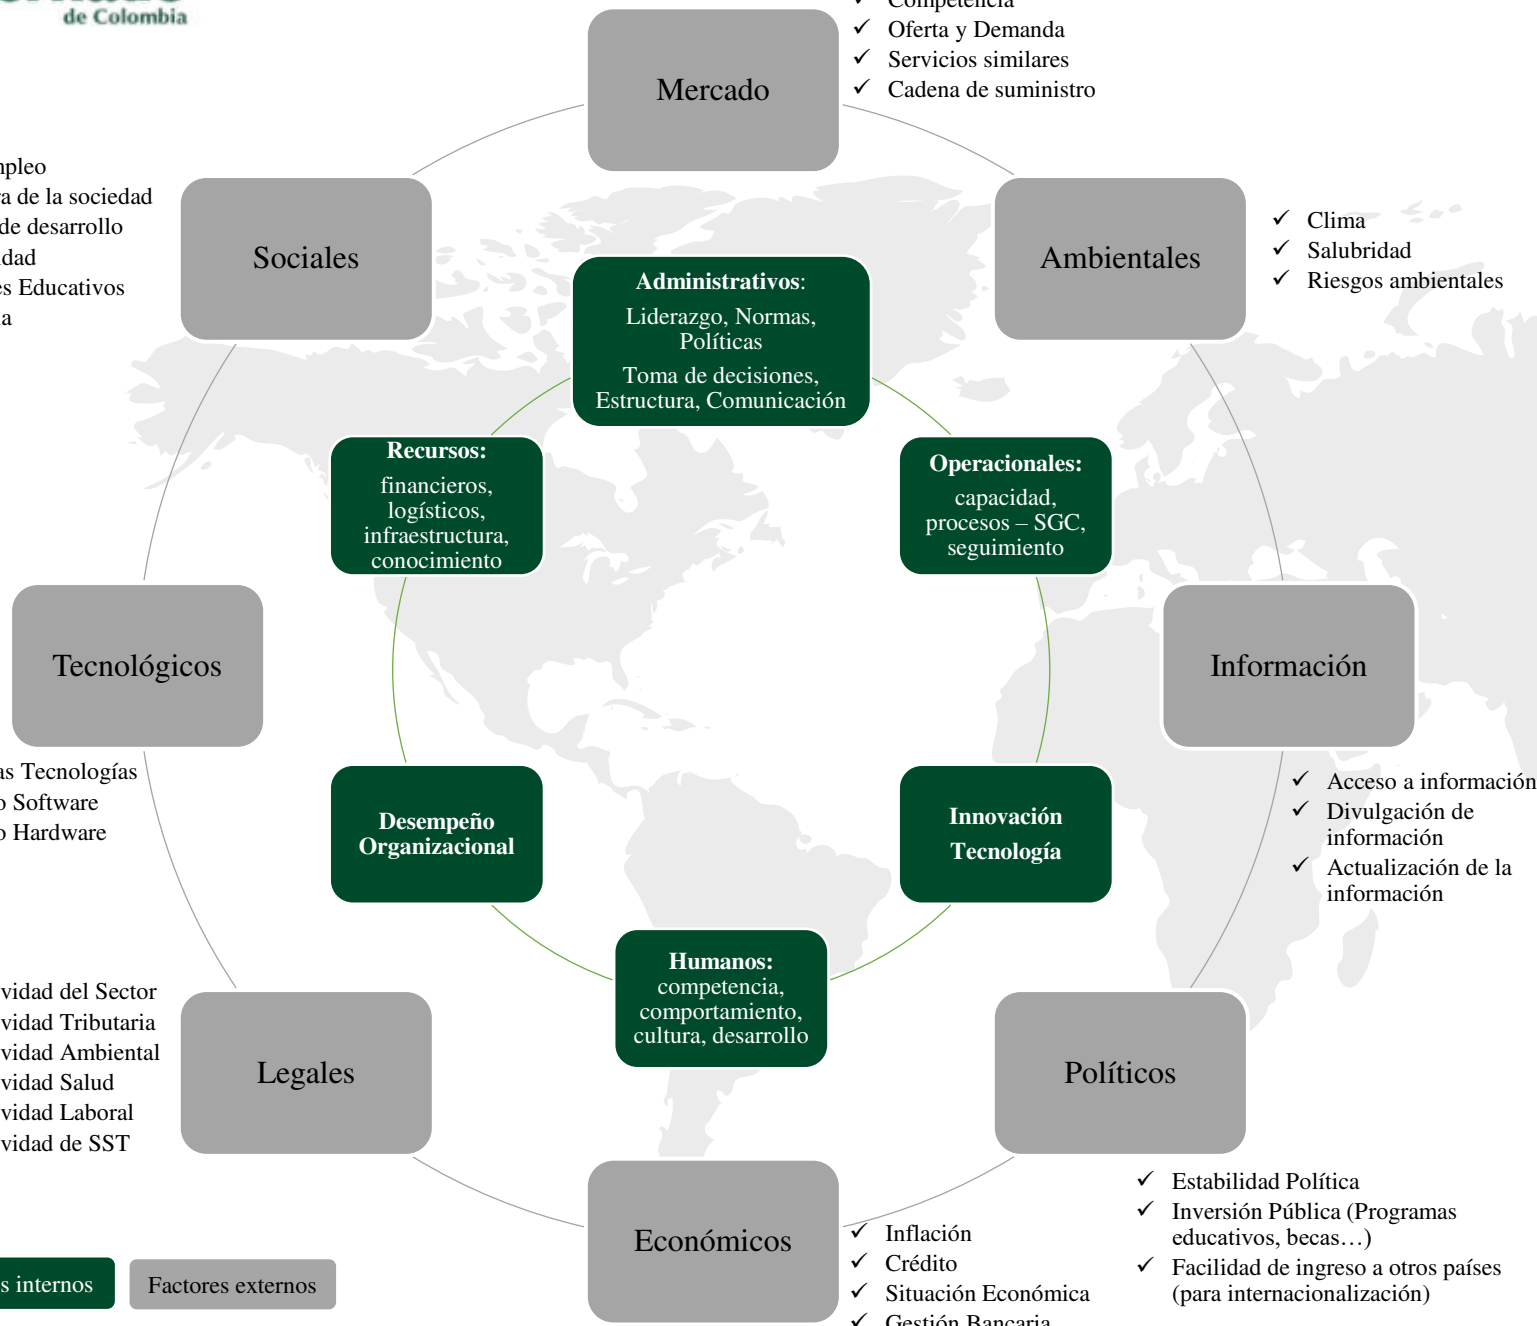 de Colombia
Mercado
Competencia
✓ Oferta y Demanda
✓ Servicios similares
✓ Cadena de suministro
mpleo
ra de la sociedad
de desarrollo
dad
es Educativos
ia
Sociales
Ambientales
✓ Clima
✓ Salubridad
✓ Riesgos ambientales
Administrativos:
Liderazgo, Normas,
Políticas
Toma de decisiones,
Estructura, Comunicación
Recursos:
financieros,
logísticos,
infraestructura,
conocimiento
Operacionales:
capacidad,
procesos – SGC,
seguimiento
Tecnológicos
as Tecnologías
o Software
o Hardware
Información
✓ Acceso a información
✓ Divulgación de
información
✓ Actualización de la
información
Desempeño
Organizacional
Innovación
Tecnología
Humanos:
competencia,
comportamiento,
cultura, desarrollo
vidad del Sector
vidad Tributaria
vidad Ambiental
vidad Salud
vidad Laboral
vidad de SST
Legales
Políticos
✓ Estabilidad Política
✓ Inversión Pública (Programas
educativos, becas…)
✓ Facilidad de ingreso a otros países
(para internacionalización)
Económicos
✓ Inflación
✓ Crédito
✓ Situación Económica
✓ Gestión Bancaria
s internos
Factores externos